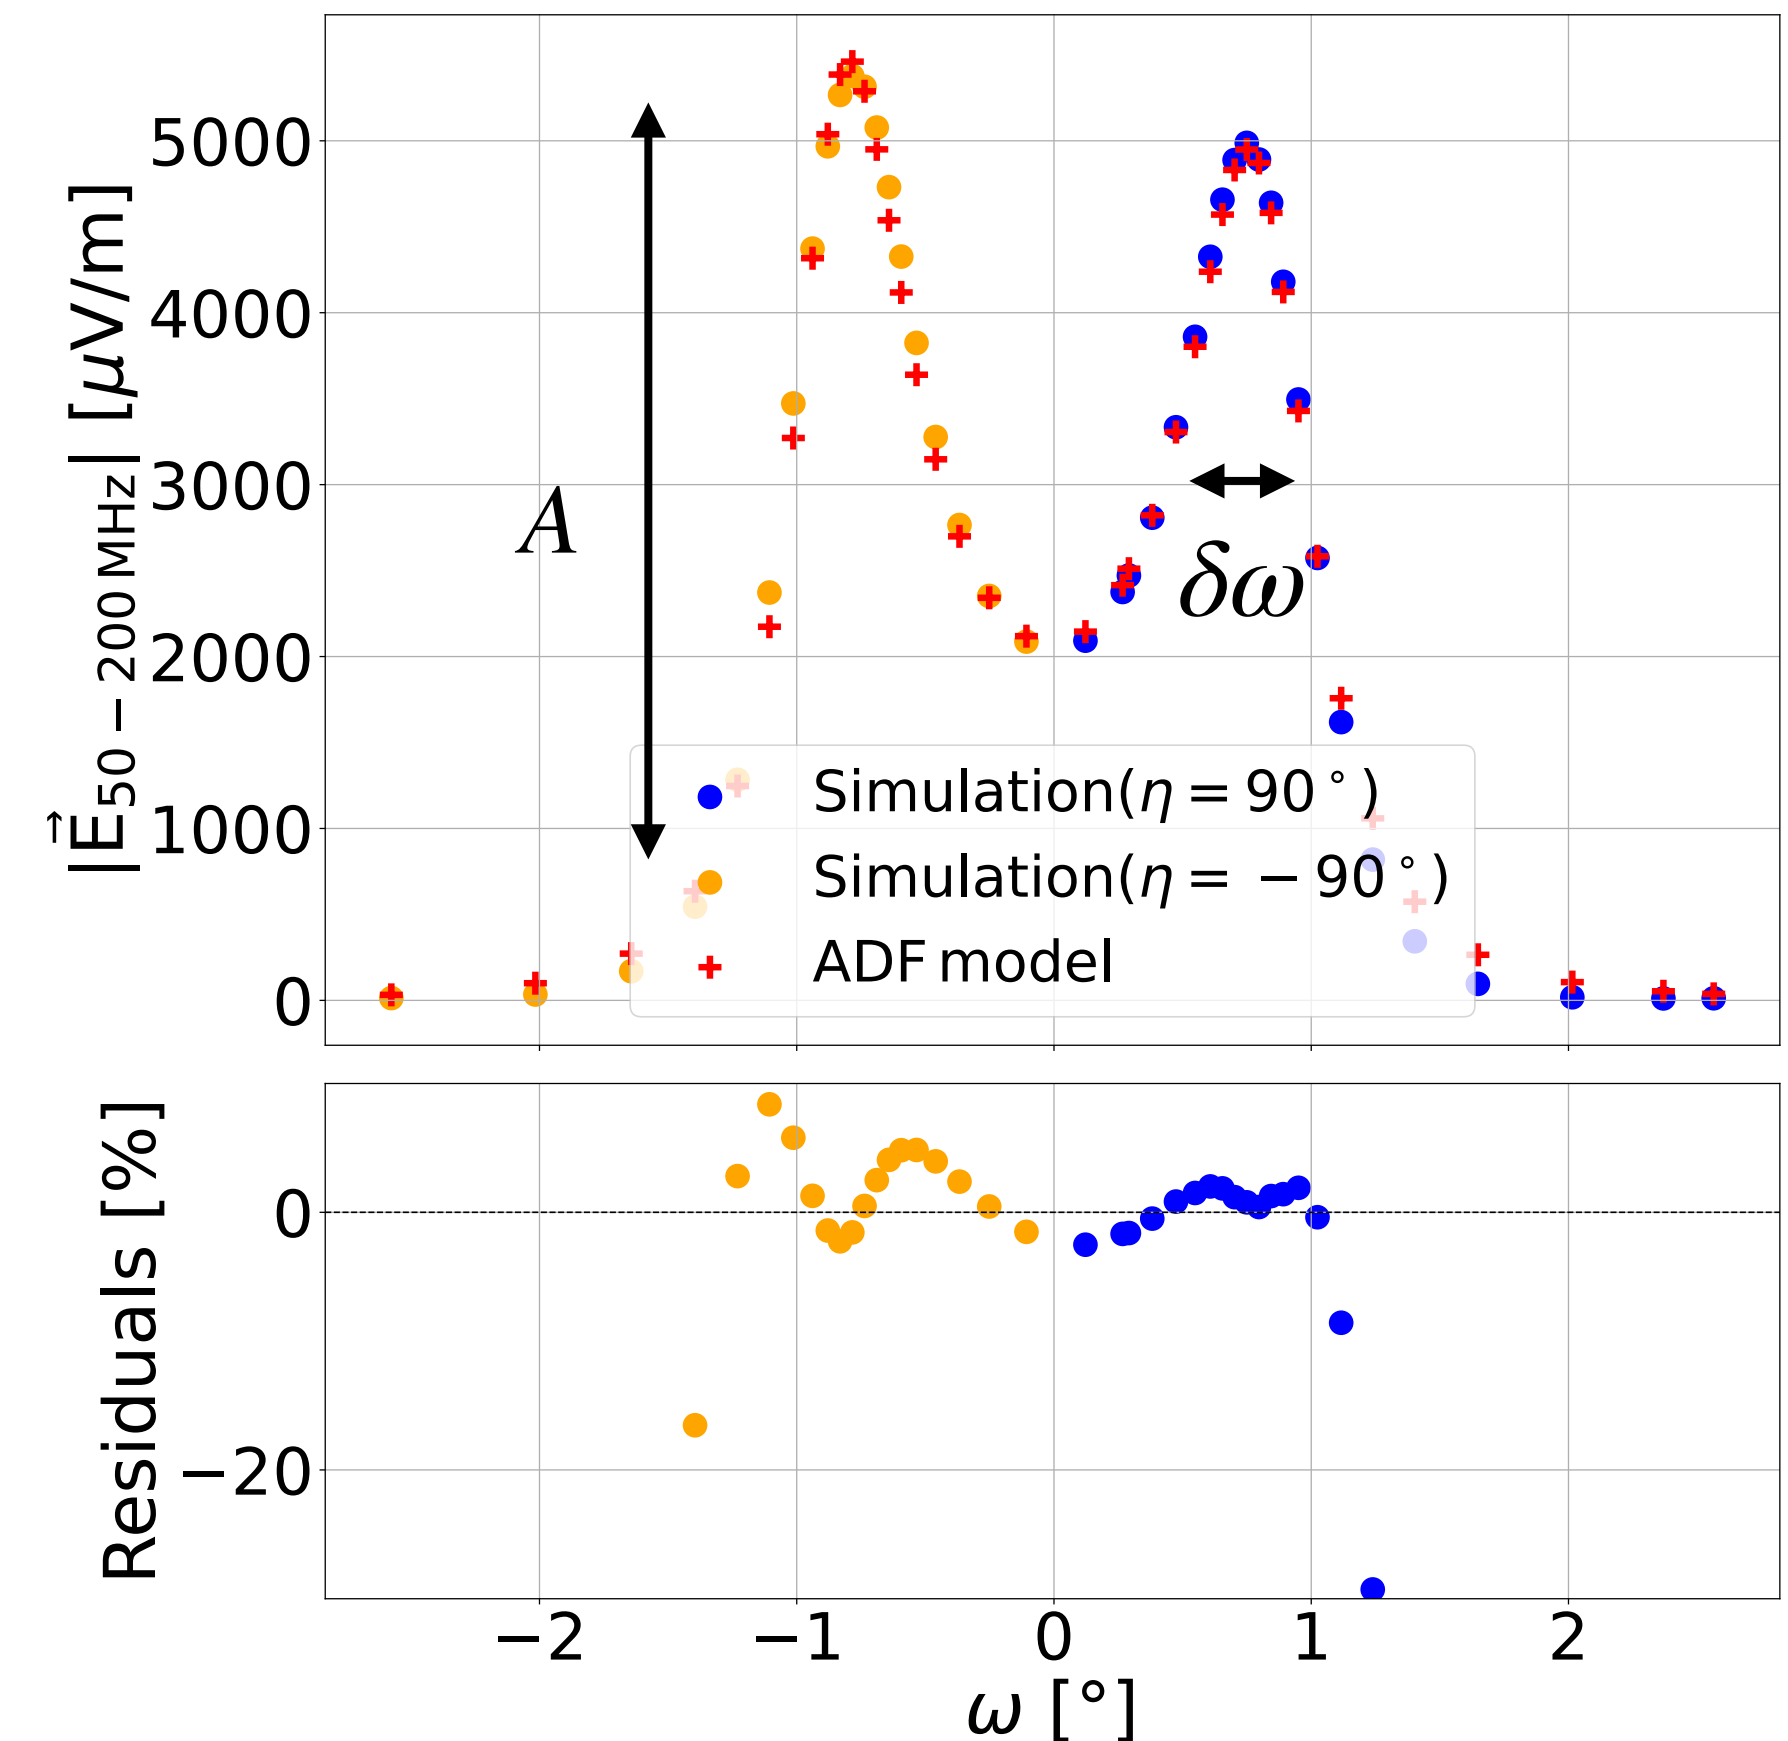 |E⃗50−200 MHz| [μV/m]
5000
4000
3000
2000
1000
0
A
δω
Simulation(η = 90°)
Simulation(η = −90°)
ADF model
Residuals [%]
0
−20
−2 −1 0 1 2
ω [°]